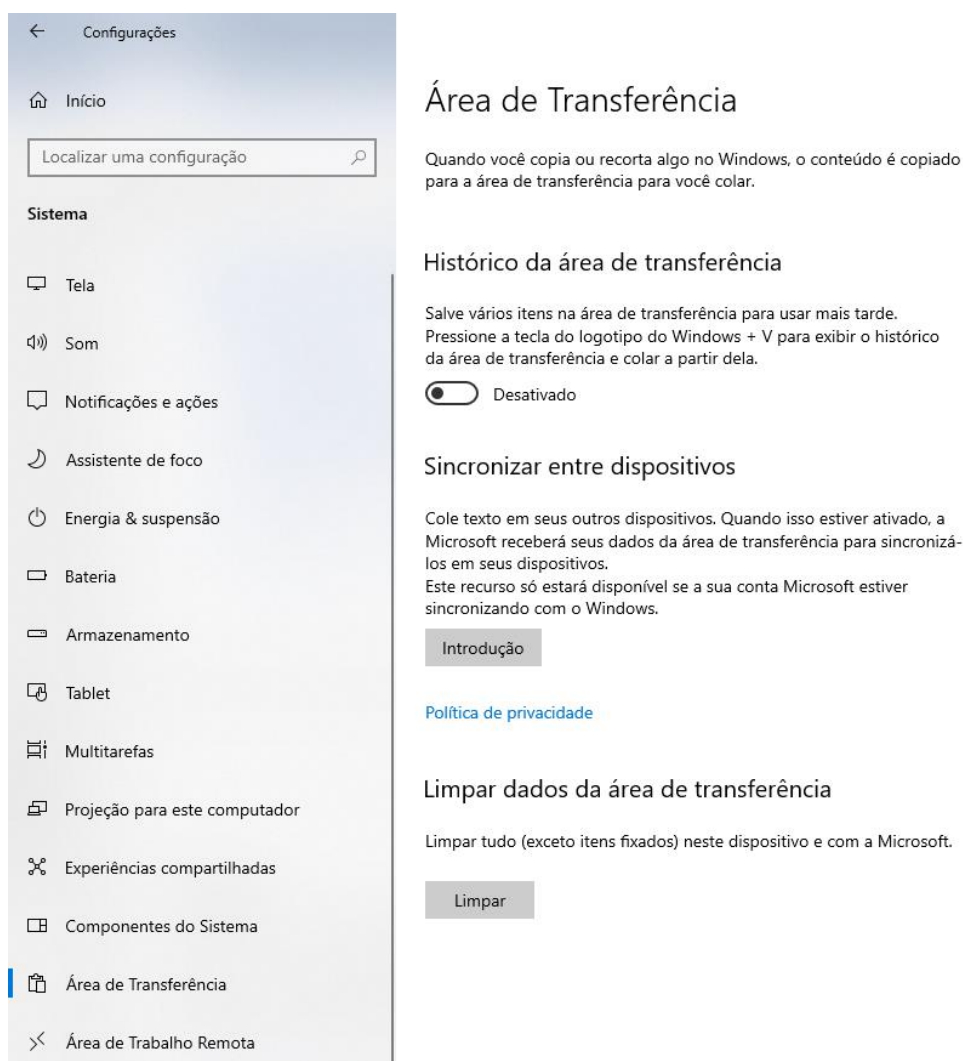 Configurações
Início
Localizar uma configuração
Sistema
Tela
Som
Notificações e ações
Assistente de foco
Energia & suspensão
Bateria
Armazenamento
Tablet
Multitarefas
Projeção para este computador
Experiências compartilhadas
Componentes do Sistema
Área de Transferência
Área de Trabalho Remota
Área de Transferência
Quando você copia ou recorta algo no Windows, o conteúdo é copiado
para a área de transferência para você colar.
Histórico da área de transferência
Salve vários itens na área de transferência para usar mais tarde.
Pressione a tecla do logotipo do Windows + V para exibir o histórico
da área de transferência e colar a partir dela.
Desativado
Sincronizar entre dispositivos
Cole texto em seus outros dispositivos. Quando isso estiver ativado, a
Microsoft receberá seus dados da área de transferência para sincronizá-
los em seus dispositivos.
Este recurso só estará disponível se a sua conta Microsoft estiver
sincronizando com o Windows.
Introdução
Política de privacidade
Limpar dados da área de transferência
Limpar tudo (exceto itens fixados) neste dispositivo e com a Microsoft.
Limpar